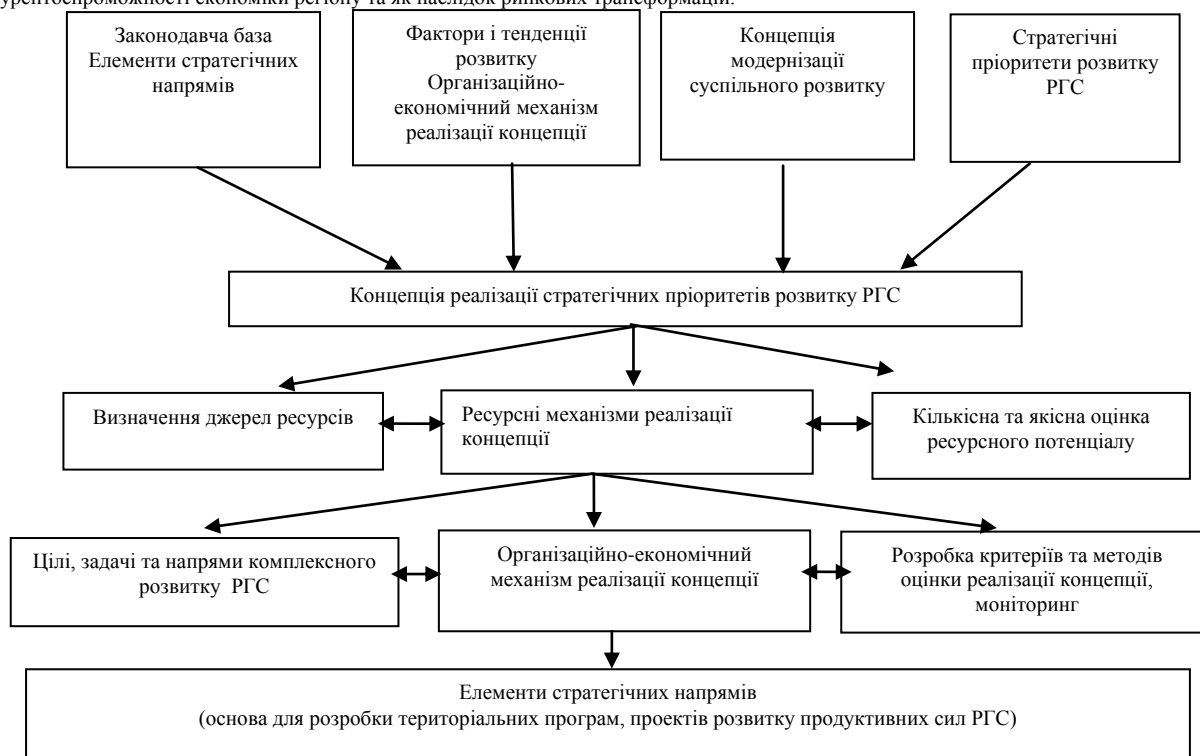 економіки регіону та як наслідок ринкових трансформацій.
Законодавча база
Елементи стратегічних
напрямів
Фактори і тенденції
розвитку
Організаційно-
економічний механізм
реалізації концепції
Концепція
модернізації
суспільного розвитку
Стратегічні
пріоритети розвитку
РГС
Концепція реалізації стратегічних пріоритетів розвитку РГС
Визначення джерел ресурсів
Ресурсні механізми реалізації
концепції
Кількісна та якісна оцінка
ресурсного потенціалу
Цілі, задачі та напрями комплексного
розвитку РГС
Організаційно-економічний
механізм реалізації концепції
Розробка критеріїв та методів
оцінки реалізації концепції,
моніторинг
Елементи стратегічних напрямів
(основа для розробки територіальних програм, проектів розвитку продуктивних сил РГС)